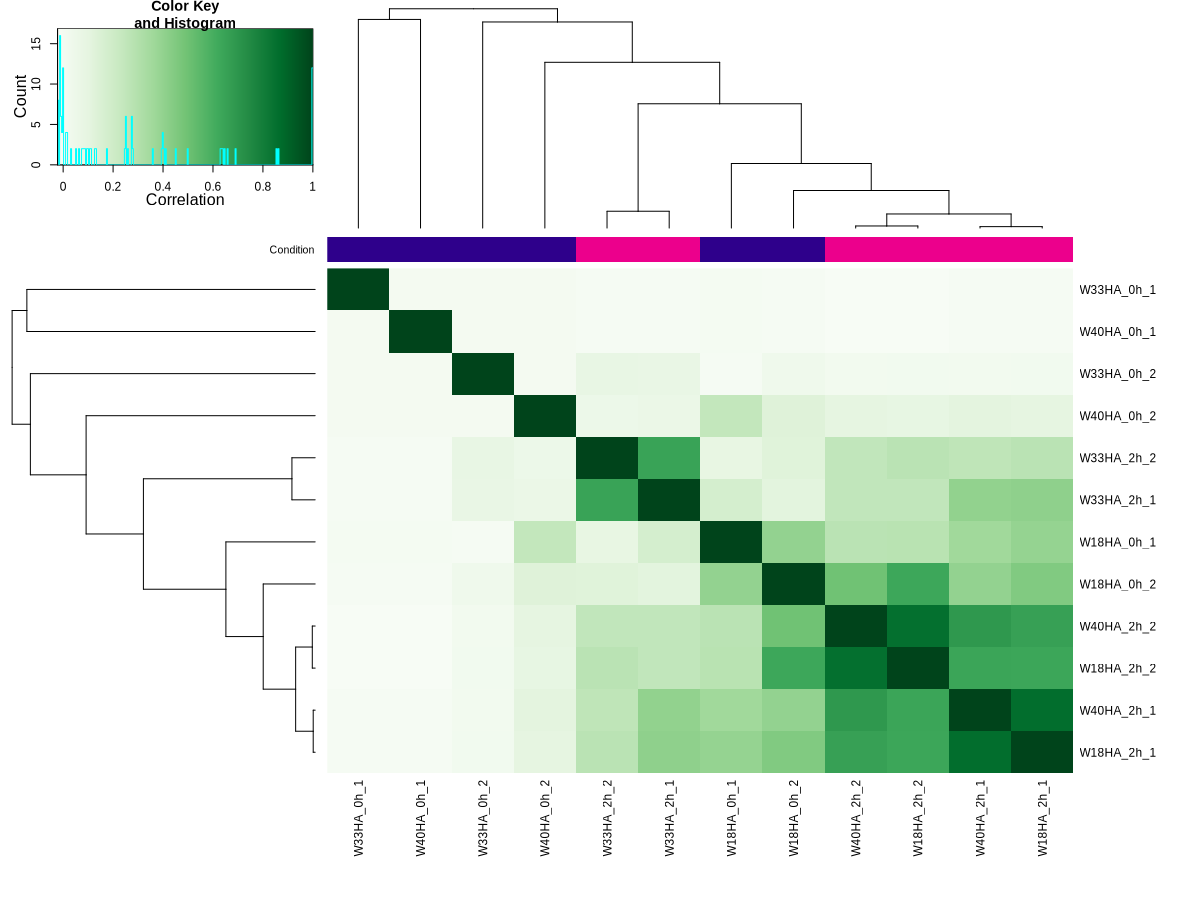 Color Key
and Histogram
Count
0
5
10
15
0
0.2
0.4
0.6
0.8
1
Correlation
Condition
W33HA_0h_1
W40HA_0h_1
W33HA_0h_2
W40HA_0h_2
W33HA_2h_2
W33HA_2h_1
W18HA_0h_1
W18HA_0h_2
W40HA_2h_2
W18HA_2h_2
W40HA_2h_1
W18HA_2h_1
W33HA_0h_1
W40HA_0h_1
W33HA_0h_2
W40HA_0h_2
W33HA_2h_2
W33HA_2h_1
W18HA_0h_1
W18HA_0h_2
W40HA_2h_2
W18HA_2h_2
W40HA_2h_1
W18HA_2h_1